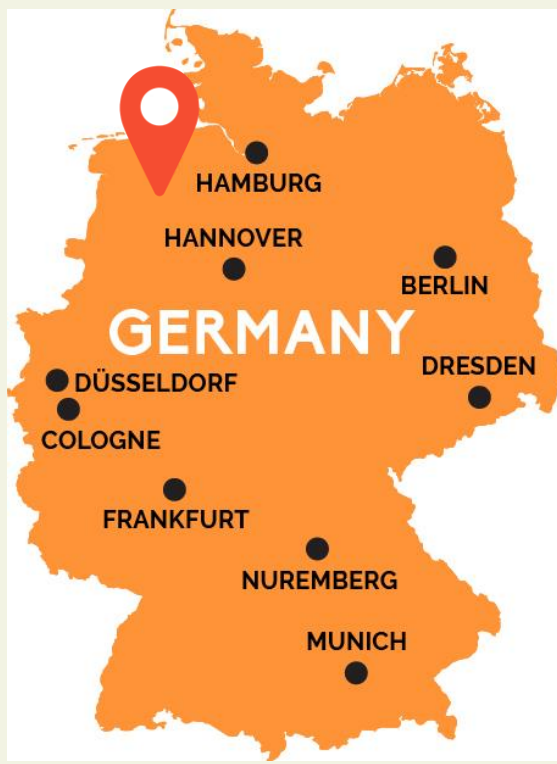 HAMBURG
HANNOVER
BERLIN
GERMANY
DRESDEN
DÜSSELDORF
COLOGNE
FRANKFURT
NUREMBERG
MUNICH